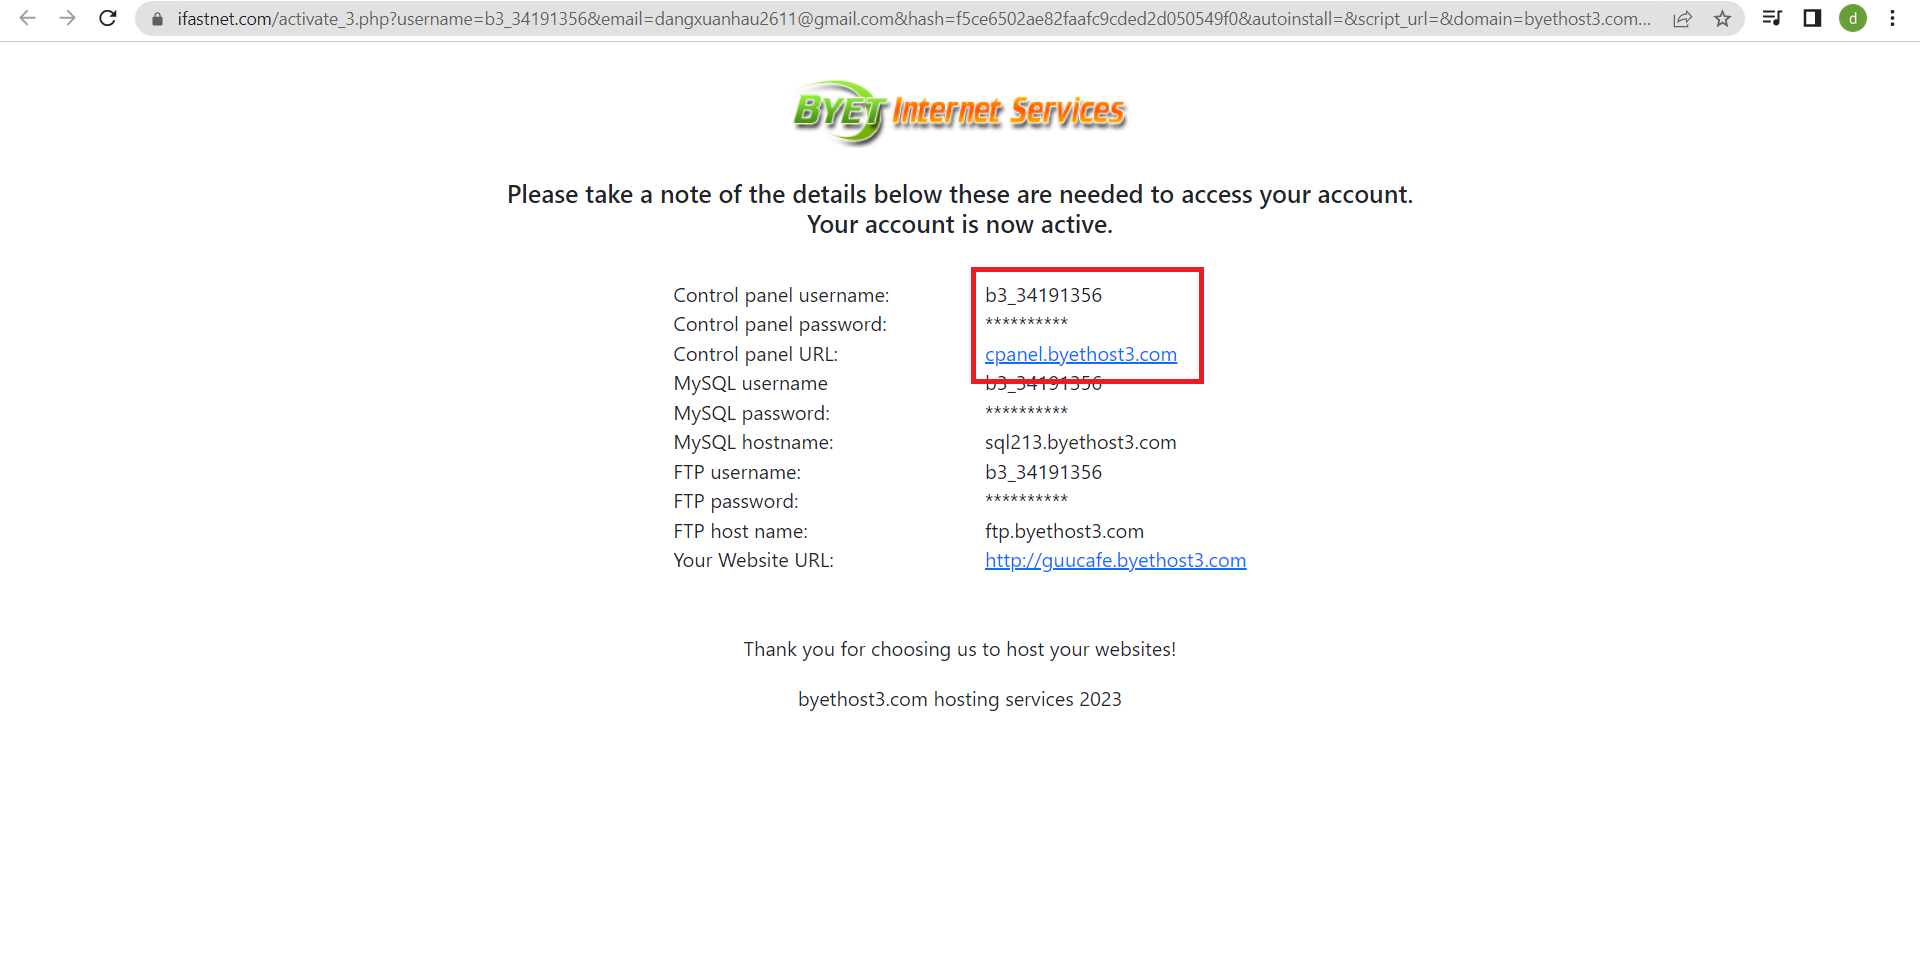 ifastnet.com/activate_3.php?username=b3_34191356&email=dangxuanhau2611@gmail.com&hash=f5ce6502ae82faafc9cded2d050549f0&autoinstall=&script_url=&domain=byethost3.com...
d
BYET Internet Services
Please take a note of the details below these are needed to access your account.
Your account is now active.
Control panel username: b3_34191356
Control panel password: **********
Control panel URL: cpanel.byethost3.com
MySQL username b3_34191356
MySQL password: **********
MySQL hostname: sql213.byethost3.com
FTP username: b3_34191356
FTP password: **********
FTP host name: ftp.byethost3.com
Your Website URL: http://guucafe.byethost3.com
Thank you for choosing us to host your websites!
byethost3.com hosting services 2023